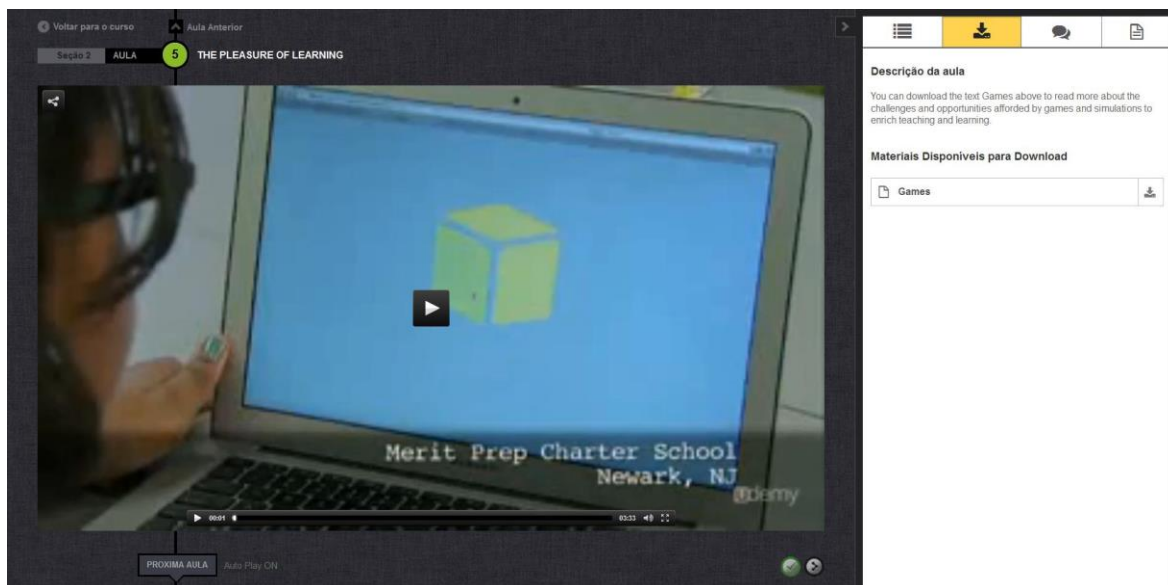 Voltar para o curso
Aula Anterior
Seção 2 AULA 5 THE PLEASURE OF LEARNING
Merit Prep Charter School
Newark, NJ
udemy
00:01 03:33
PROXIMA AULA Auto Play ON
Descrição da aula
You can download the text Games above to read more about the
challenges and opportunities afforded by games and simulations to
enrich teaching and learning.
Materiais Disponiveis para Download
Games